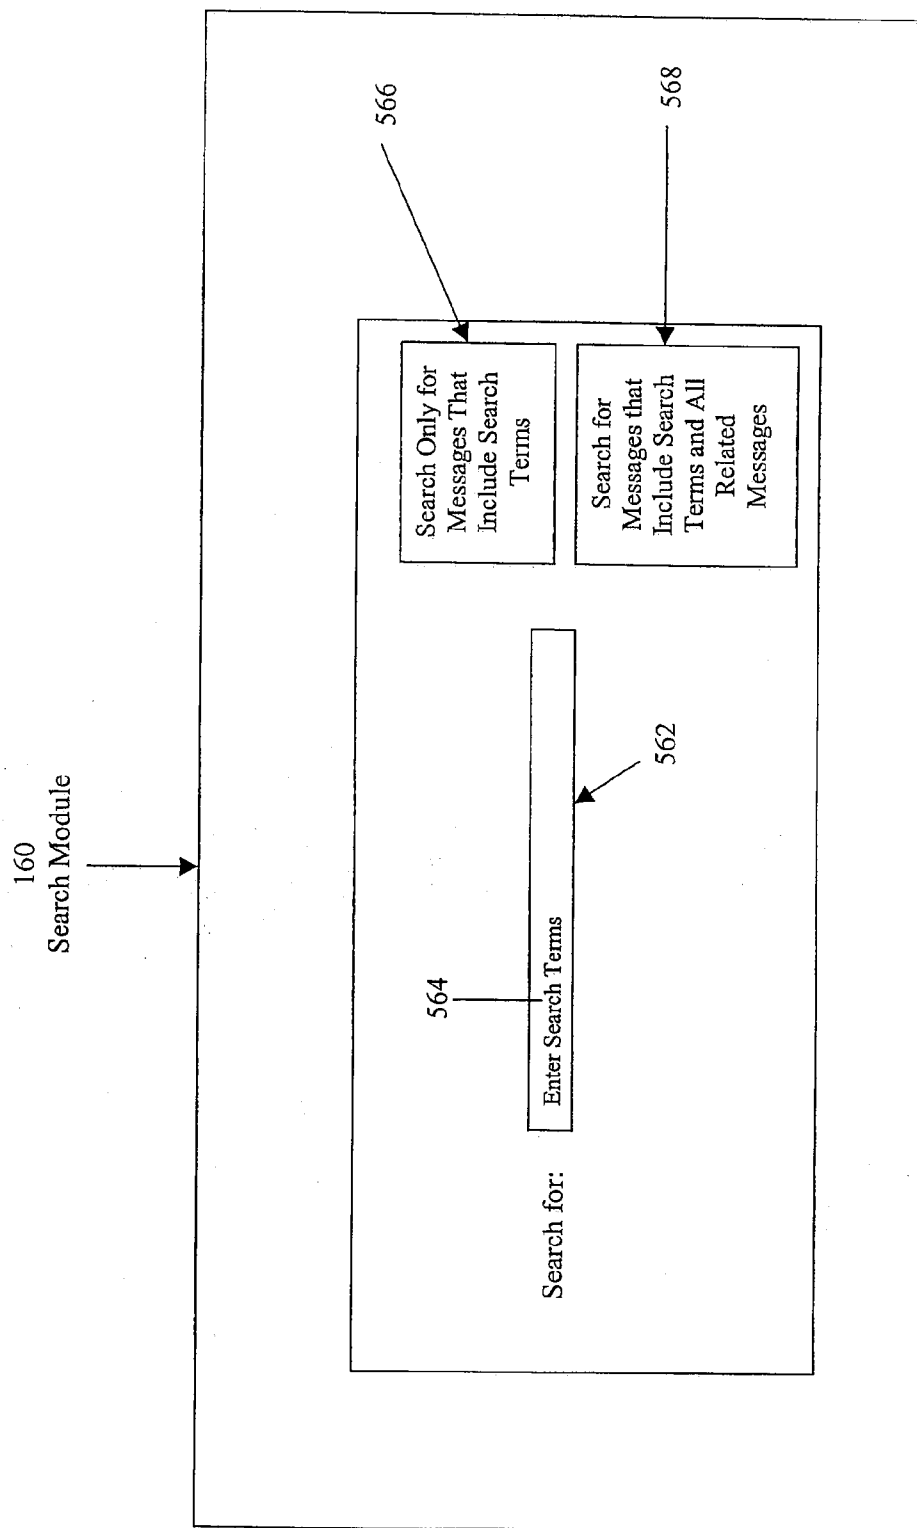 160
Search Module
566
Search Only for
Messages That
Include Search
Terms
568
Search for
Messages that
Include Search
Terms and All
Related
Messages
564
Search for:
Enter Search Terms
562